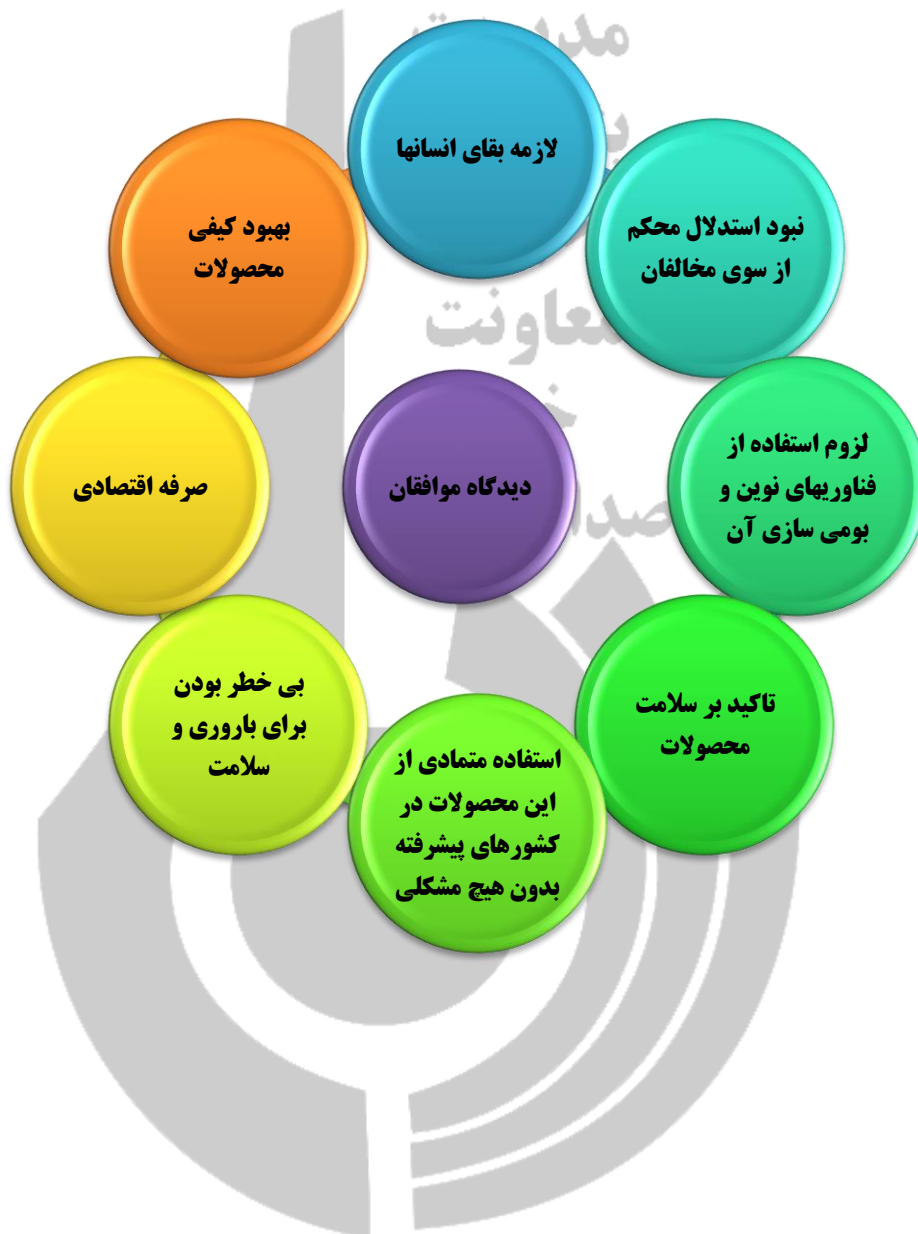 لازمه بقای انسانها
نبود استدلال محکم
از سوی مخالفان
لزوم استفاده از
فناوریهای نوین و
بومی سازی آن
تاکید بر سلامت
محصولات
استفاده متمادی از
این محصولات در
کشورهای پیشرفته
بدون هیچ مشکلی
بی خطر بودن
برای باروری و
سلامت
صرفه اقتصادی
بهبود کیفی
محصولات
دیدگاه موافقان
معاونت